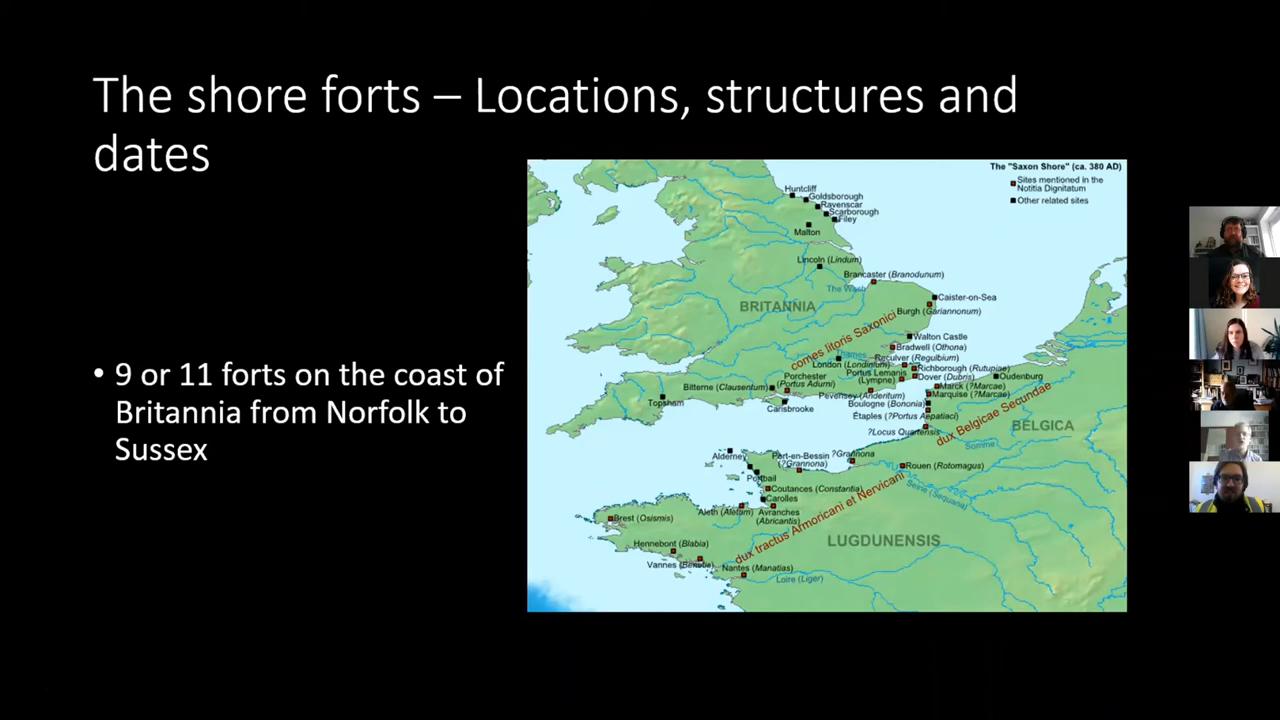 The shore forts – Locations, structures and
dates
• 9 or 11 forts on the coast of
Britannia from Norfolk to
Sussex
The "Saxon Shore" (ca. 380 AD)
Sites mentioned in the
Notitia Dignitatum
Other related sites
Huntcliff
Goldsborough
Ravenscar
Scarborough
Filey
Malton
Lincoln (Lindum)
Brancaster (Branodunum)
The Wash
Caister-on-Sea
BRITANNIA
Burgh (Gariannonum)
comes litoris Saxonici
Walton Castle
Bradwell (Othona)
Thames
Reculver (Regulbium)
London (Londinium)
Richborough (Rutupiae)
Porchester
(Portus Adurni)
Portus Lemanis
(Lympne)
Dover (Dubris)
Oudenburg
Bitterne (Clausentum)
Marck (?Marcae)
Pevensey (Anderitum)
Marquise (?Marcae)
Topsham
Carisbrooke
Boulogne (Bononia)
Étaples (?Portus Aepatiaci)
dux Belgicae Secundae
BELGICA
?Locus Quartensis
Somme
Alderney
Port-en-Bessin
(?Grannona)
?Grannona
Rouen (Rotomagus)
Portbail
Seine (Sequana)
Coutances (Constantia)
Carolles
dux tractus Armoricani et Nervicani
Aleth (Aletum)
Avranches
(Abricantis)
Brest (Osismis)
LUGDUNENSIS
Hennebont (Blabia)
Vannes (Benetis)
Nantes (Manatias)
Loire (Liger)